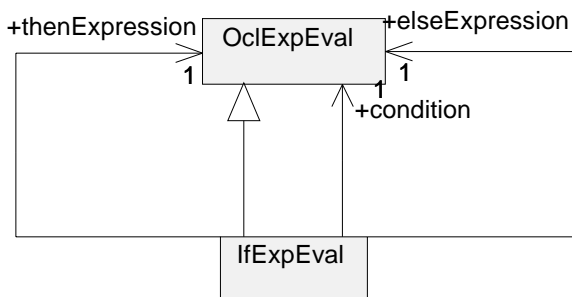 +thenExpression
OclExpEval
+elseExpression
1
1
1
+condition
IfExpEval